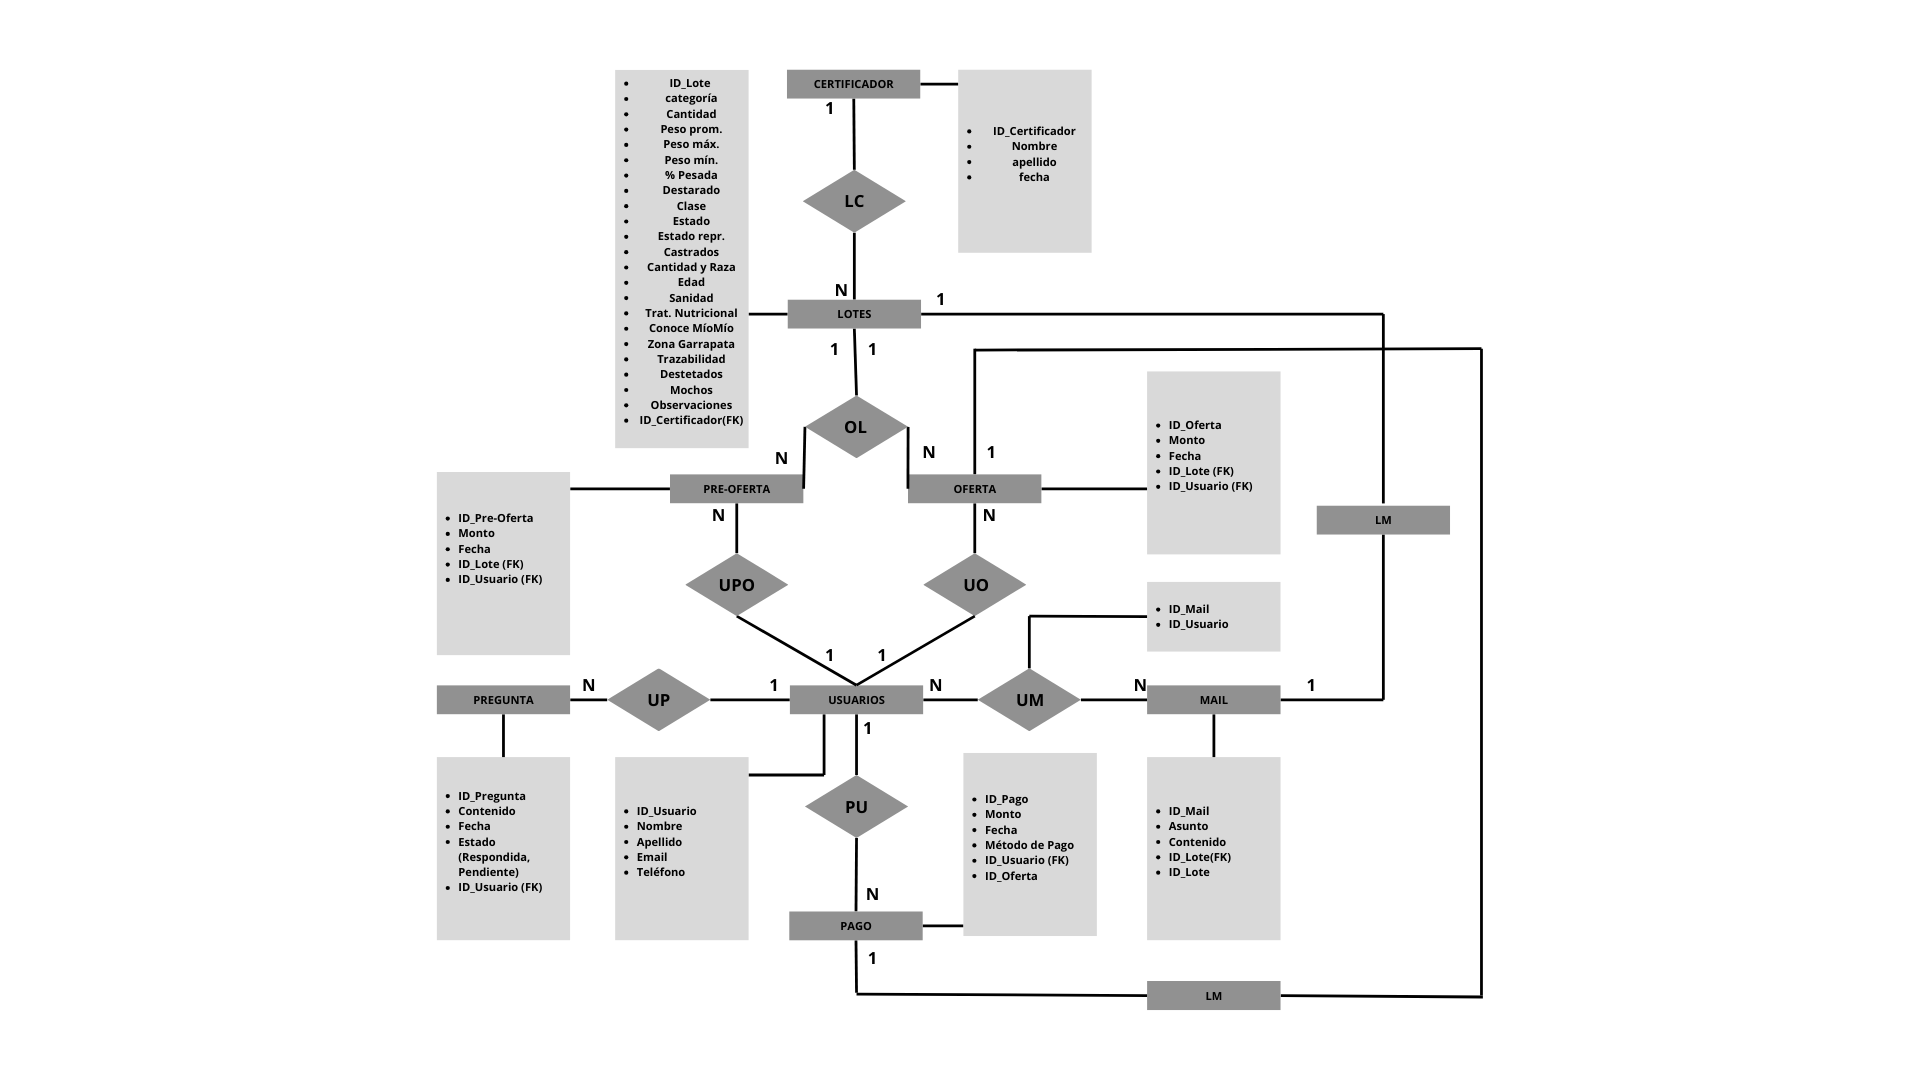 ID_Lote
categoría
Cantidad
Peso prom.
Peso máx.
Peso mín.
% Pesada
Destarado
Clase
Estado
Estado repr.
Castrados
Cantidad y Raza
Edad
Sanidad
Trat. Nutricional
Conoce MíoMío
Zona Garrapata
Trazabilidad
Destetados
Mochos
Observaciones
ID_Certificador(FK)
CERTIFICADOR
1
ID_Certificador
Nombre
apellido
fecha
LC
N
LOTES
1
1
1
OL
N
N
1
PRE-OFERTA
OFERTA
ID_Oferta
Monto
Fecha
ID_Lote (FK)
ID_Usuario (FK)
LM
ID_Pre-Oferta
Monto
Fecha
ID_Lote (FK)
ID_Usuario (FK)
N
N
UPO
UO
ID_Mail
ID_Usuario
1
1
PREGUNTA
N
UP
1
USUARIOS
N
UM
N
MAIL
1
1
ID_Pregunta
Contenido
Fecha
Estado
(Respondida,
Pendiente)
ID_Usuario (FK)
ID_Usuario
Nombre
Apellido
Email
Teléfono
PU
ID_Pago
Monto
Fecha
Método de Pago
ID_Usuario (FK)
ID_Oferta
ID_Mail
Asunto
Contenido
ID_Lote(FK)
ID_Lote
N
PAGO
1
LM